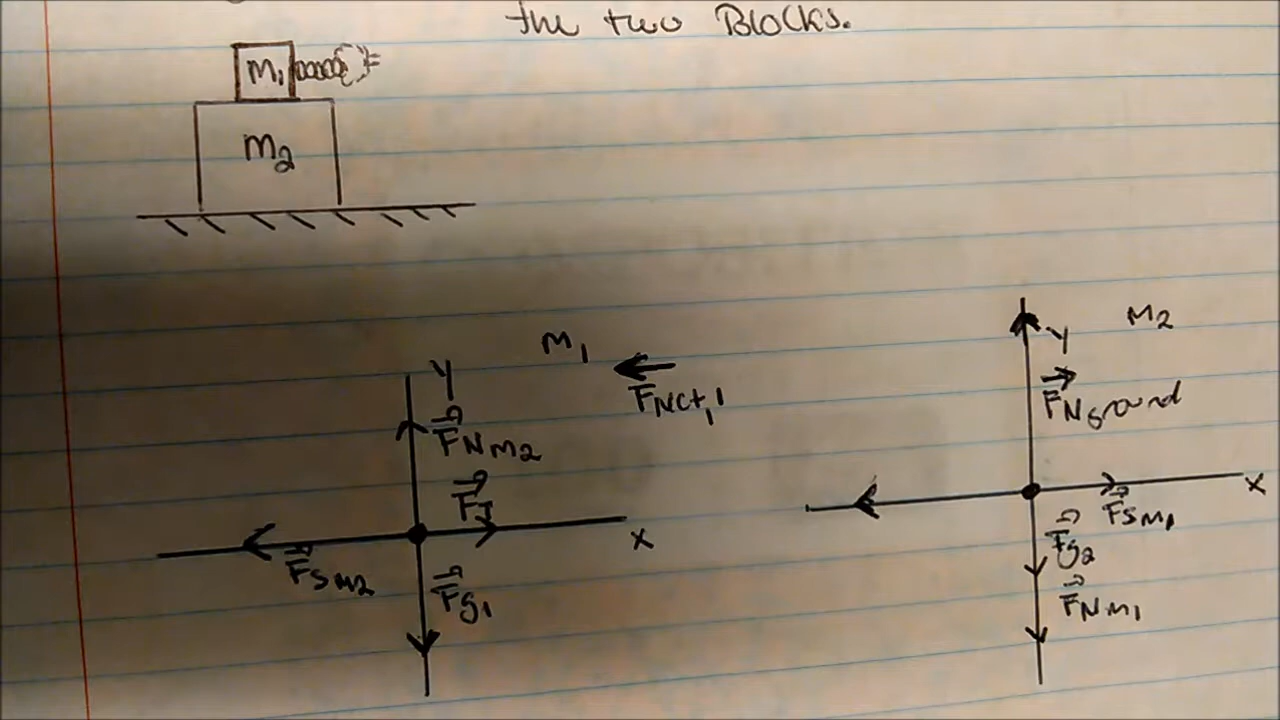 the two Blocks.
m1
m2
M1
FNet,1
Y
FN M2
FT
X
Fs M2
Fg1
M2
Y
FN Ground
X
Fs M1
Fg2
FN M1